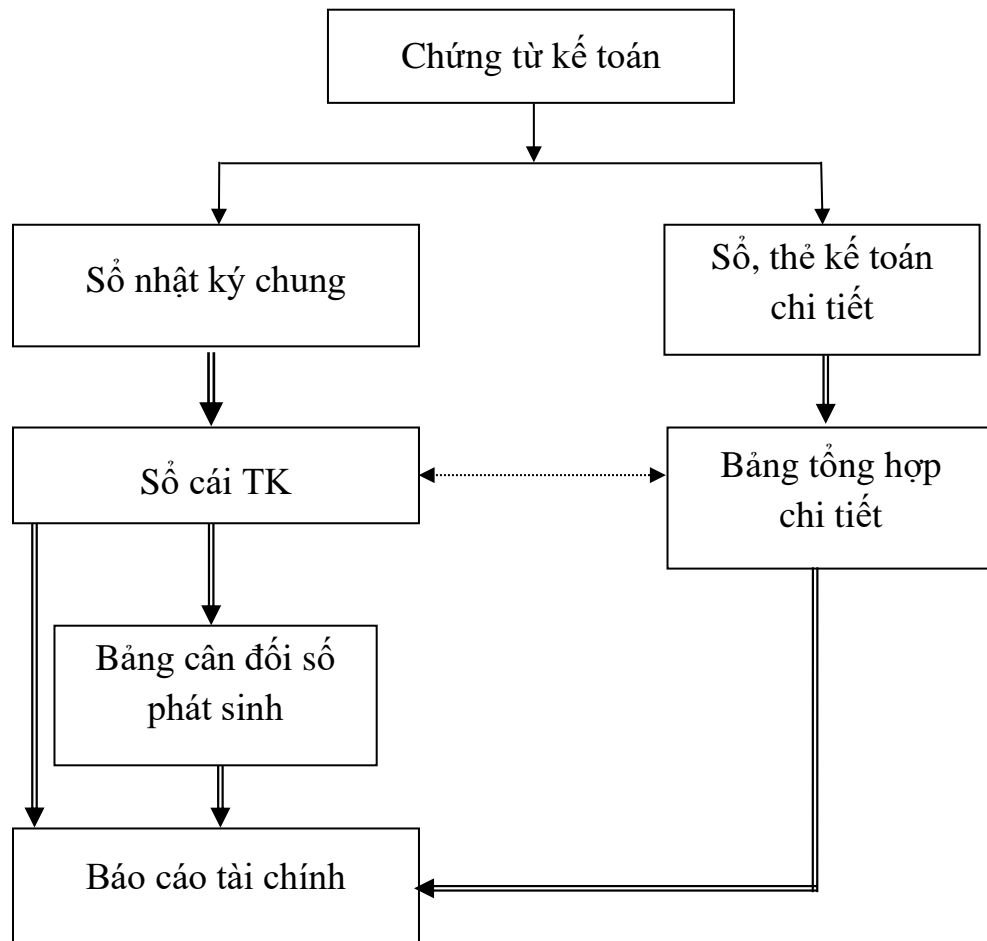 Chứng từ kế toán
Sổ nhật ký chung
Sổ, thẻ kế toán
chi tiết
Sổ cái TK
Bảng tổng hợp
chi tiết
Bảng cân đối số
phát sinh
Báo cáo tài chính